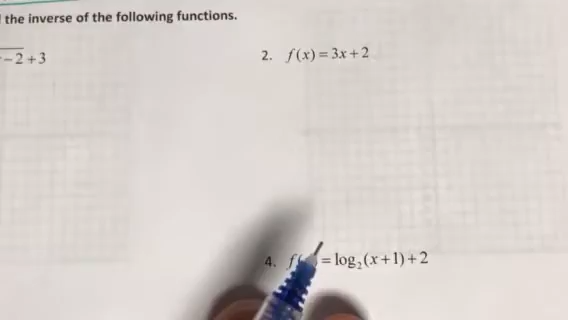 the inverse of the following functions.
-2+3
2. f(x)=3x+2
4. f( )=log₂(x+1)+2